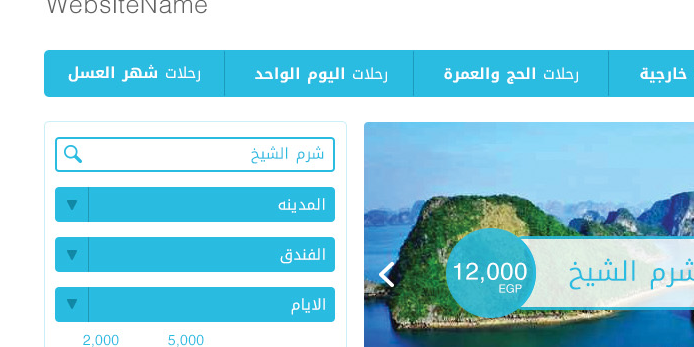 WebsiteName
خارجية
رحلات الحج والعمرة
رحلات اليوم الواحد
رحلات شهر العسل
شرم الشيخ
المدينه
الفندق
الايام
2,000 5,000
شرم الشيخ
12,000
EGP